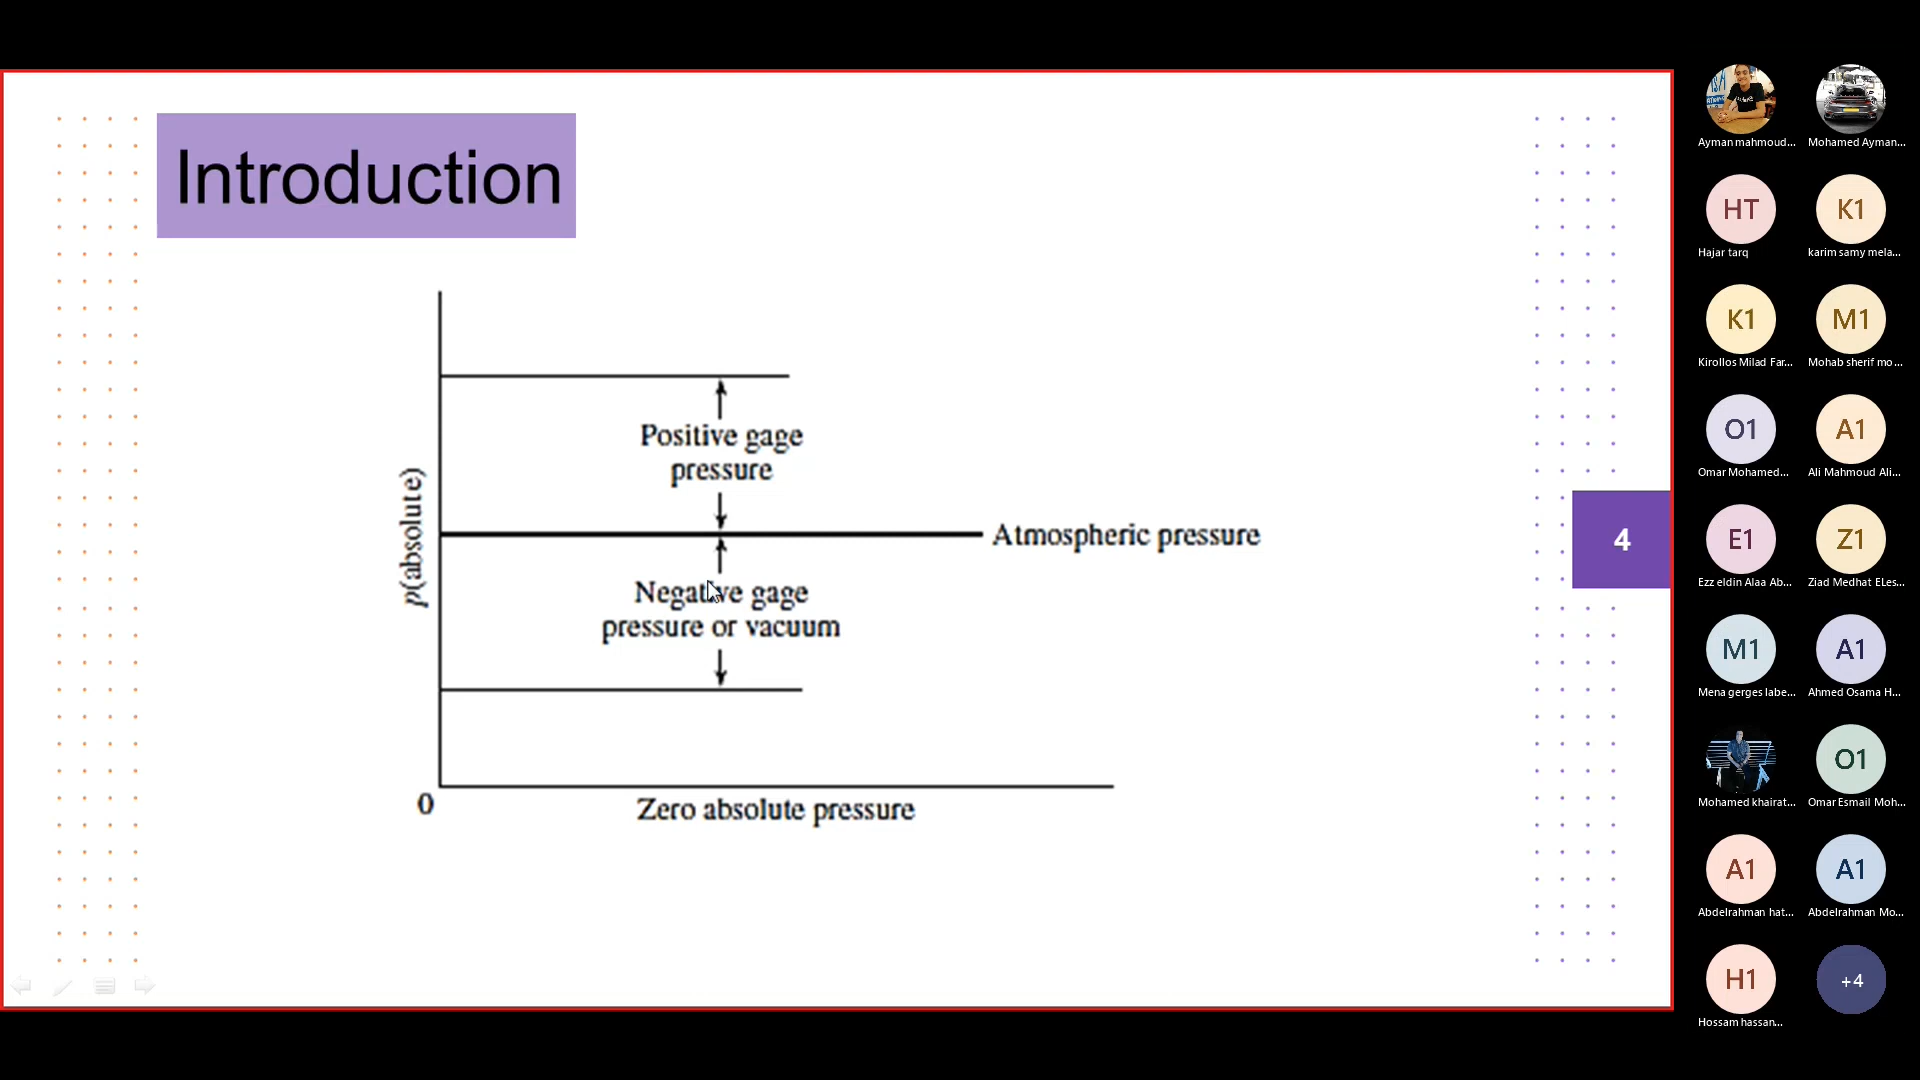 Introduction
Positive gage
pressure
p(absolute)
Atmospheric pressure
Negative gage
pressure or vacuum
0
Zero absolute pressure
4
Ayman mahmoud...
Mohamed Ayman...
HT
K1
Hajar tarq
karim samy mela...
K1
M1
Kirollos Milad Far...
Mohab sherif mo...
O1
A1
Omar Mohamed...
Ali Mahmoud Ali...
E1
Z1
Ezz eldin Alaa Ab...
Ziad Medhat ELes...
M1
A1
Mena gerges labe...
Ahmed Osama H...
O1
Mohamed khairat...
Omar Esmail Moh...
A1
A1
Abdelrahman hat...
Abdelrahman Mo...
H1
+4
Hossam hassan...